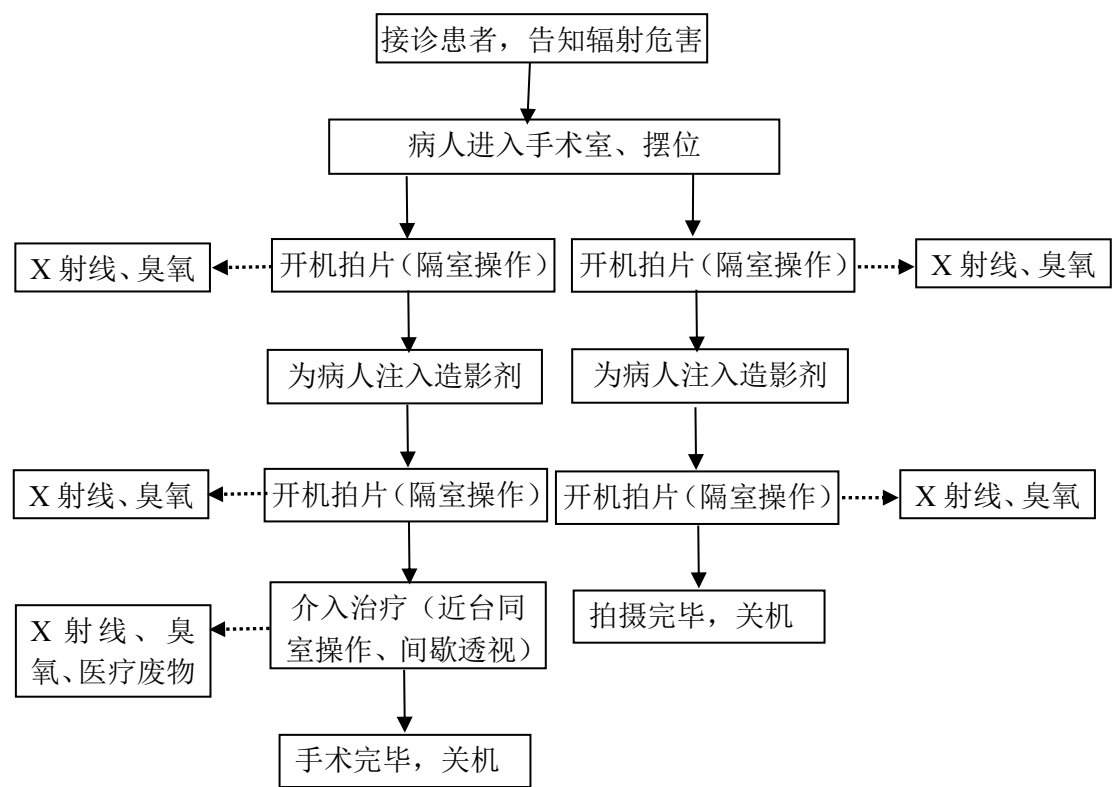 接诊患者，告知辐射危害
病人进入手术室、摆位
X 射线、臭氧
开机拍片（隔室操作）
开机拍片（隔室操作）
X 射线、臭氧
为病人注入造影剂
为病人注入造影剂
X 射线、臭氧
开机拍片（隔室操作）
开机拍片（隔室操作）
X 射线、臭氧
X 射线、臭
氧、医疗废物
介入治疗（近台同
室操作、间歇透视）
拍摄完毕，关机
手术完毕，关机